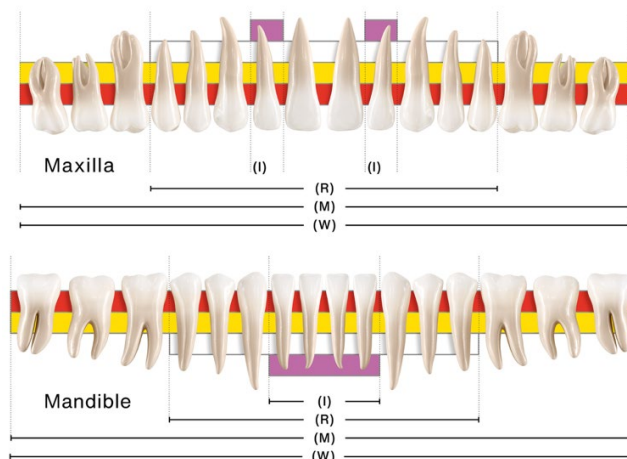 Maxilla
(I) (I)
(R)
(M)
(W)
Mandible
(I)
(R)
(M)
(W)